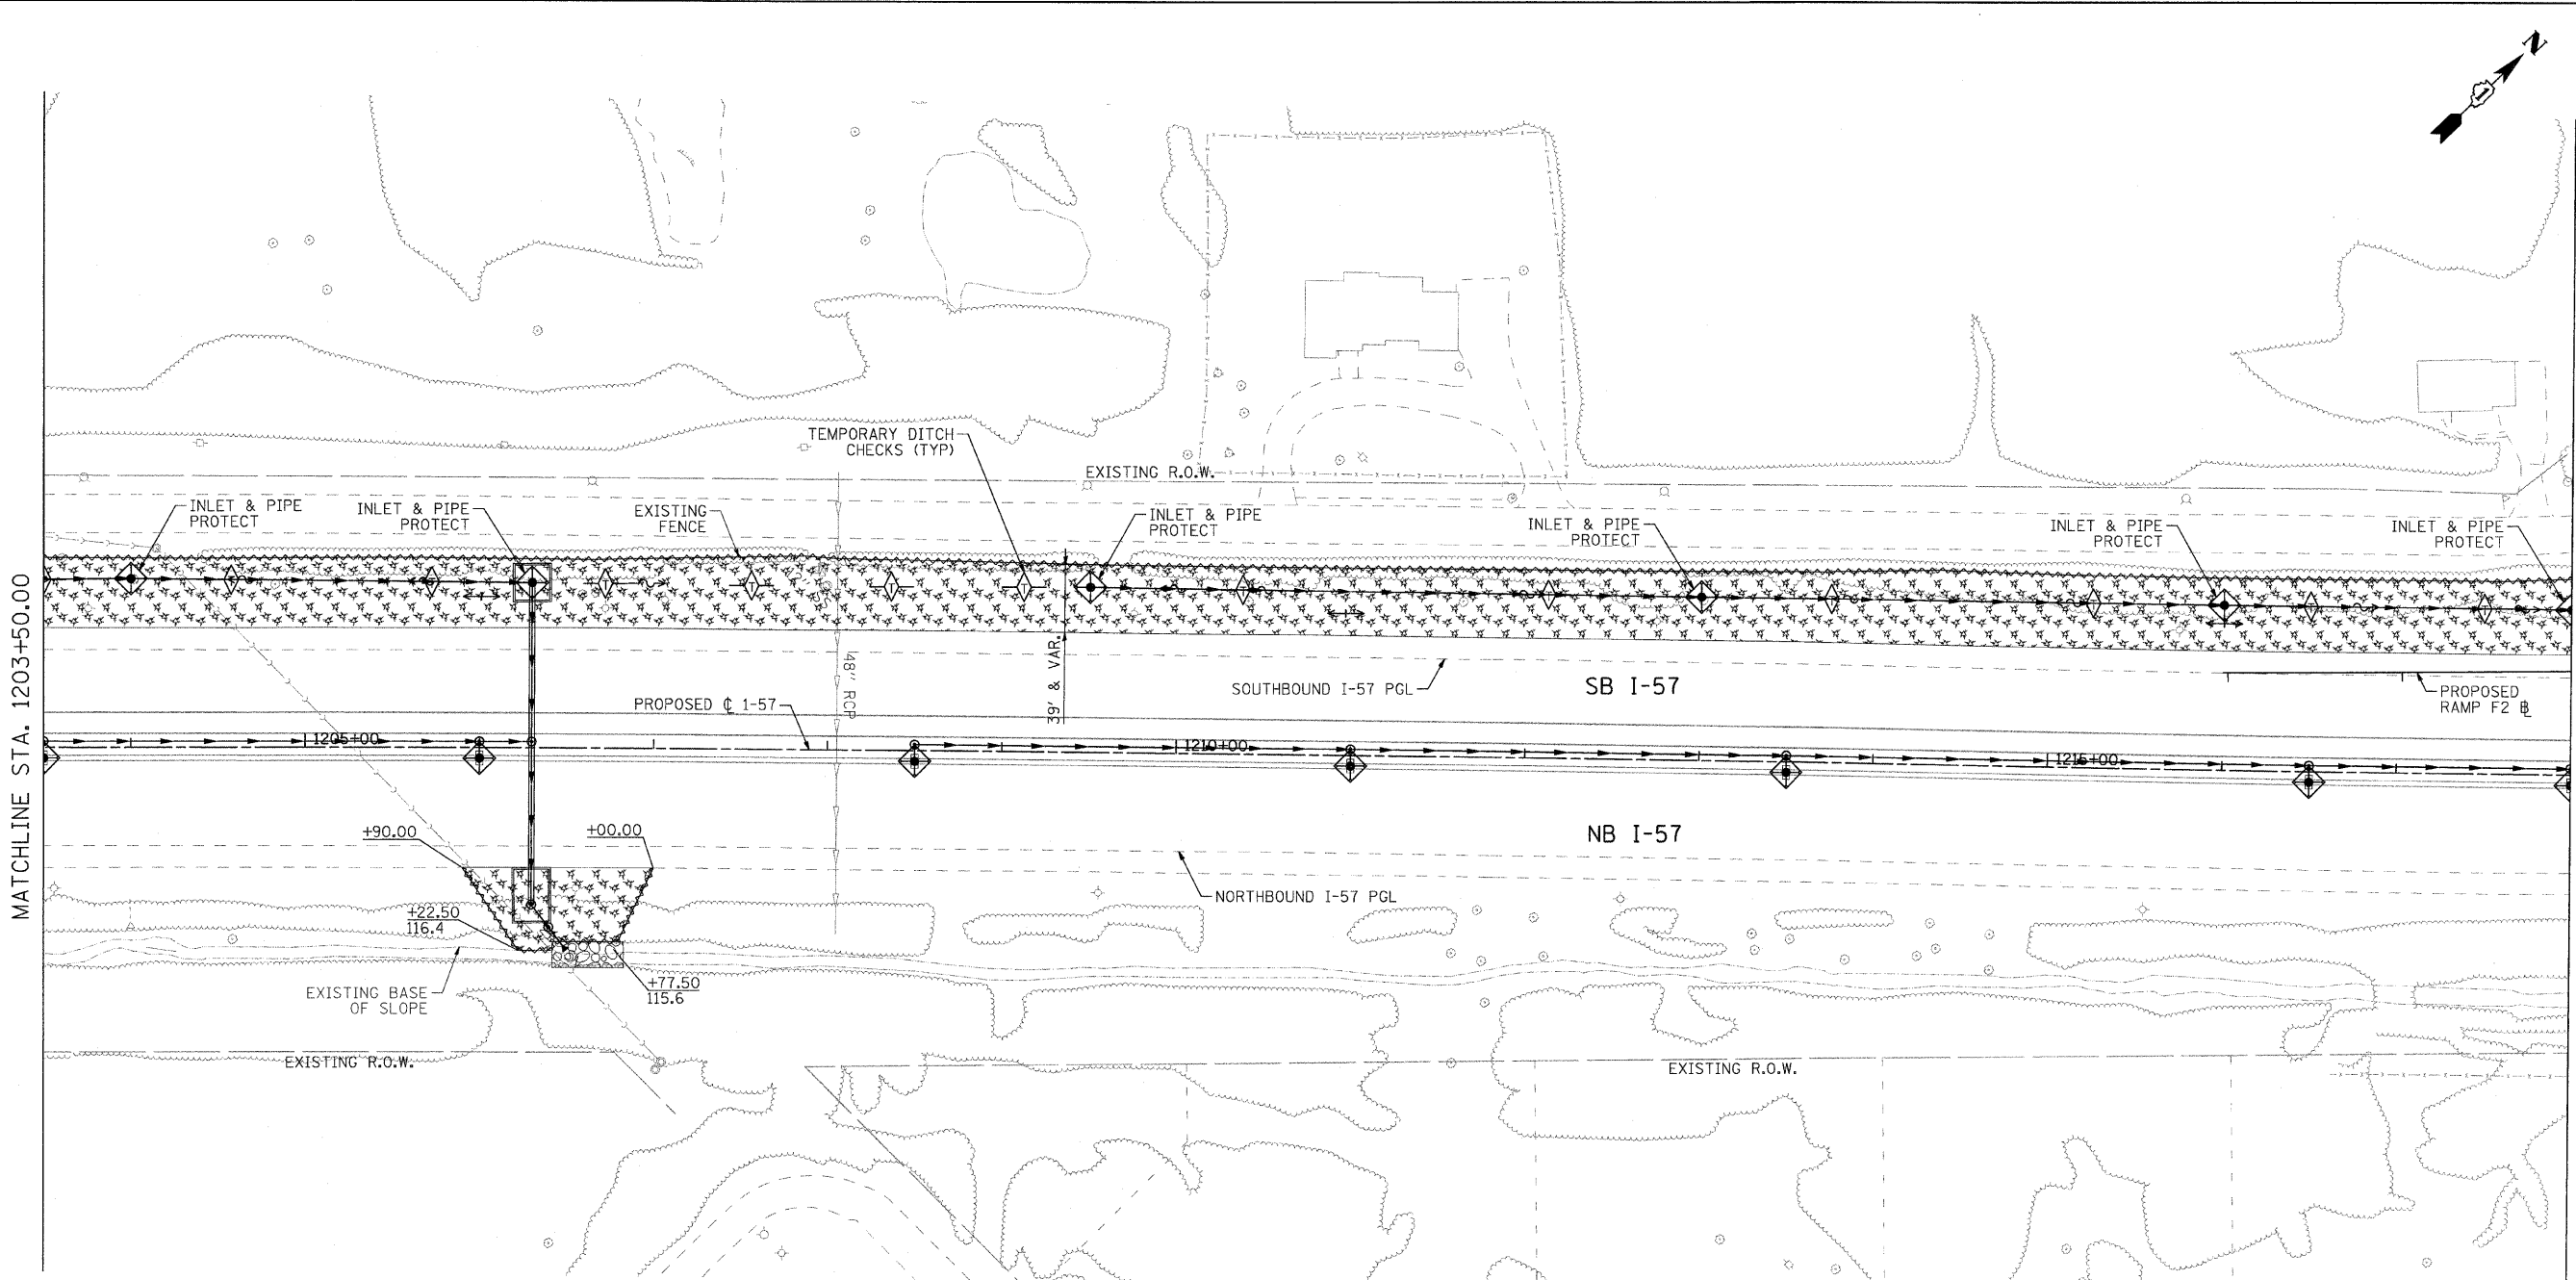 N
TEMPORARY DITCH
CHECKS (TYP)
EXISTING R.O.W.
INLET & PIPE
PROTECT
INLET & PIPE
PROTECT
EXISTING
FENCE
INLET & PIPE
PROTECT
INLET & PIPE
PROTECT
INLET & PIPE
PROTECT
INLET & PIPE
PROTECT
MATCHLINE STA. 1203+50.00
48" RCP
39' & VAR.
SOUTHBOUND I-57 PGL
SB I-57
PROPOSED
RAMP F2 BL
PROPOSED CL 1-57
1205+00
1210+00
1215+00
NB I-57
+90.00
+00.00
NORTHBOUND I-57 PGL
+22.50
116.4
+77.50
115.6
EXISTING BASE
OF SLOPE
EXISTING R.O.W.
EXISTING R.O.W.